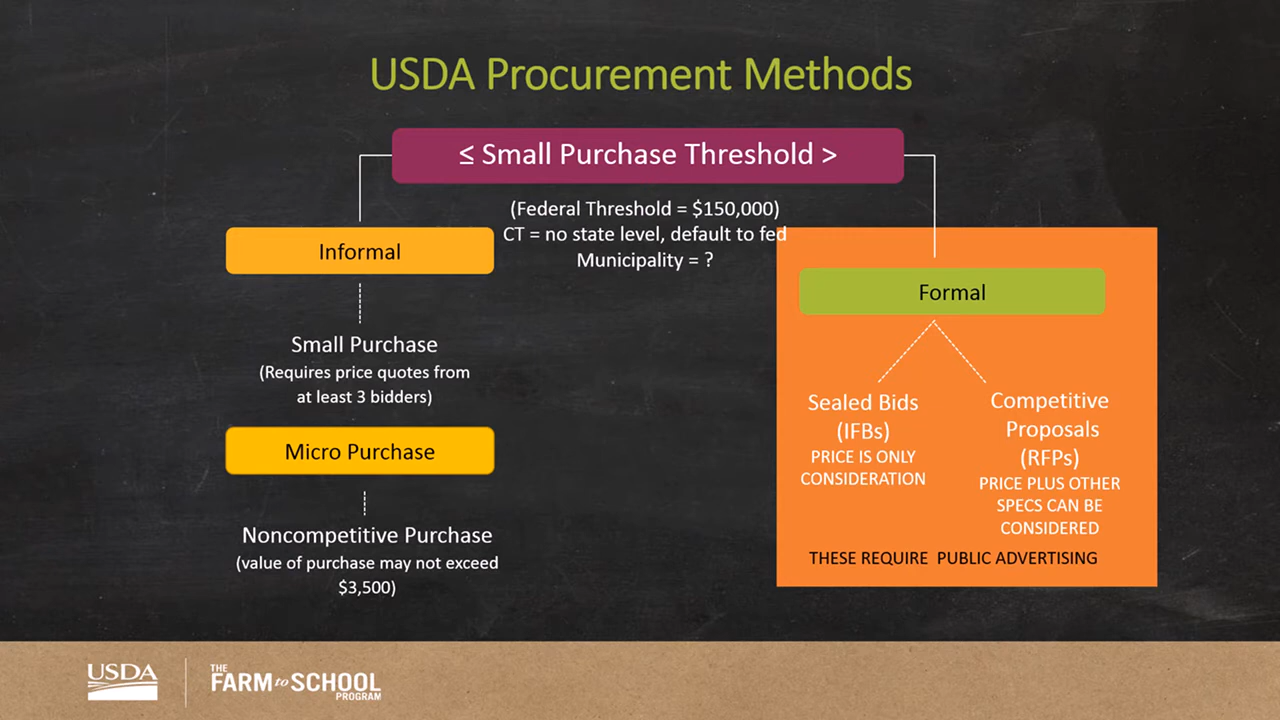 USDA Procurement Methods
≤ Small Purchase Threshold >
(Federal Threshold = $150,000)
CT = no state level, default to fed
Municipality = ?
Informal
Small Purchase
(Requires price quotes from
at least 3 bidders)
Micro Purchase
Noncompetitive Purchase
(value of purchase may not exceed
$3,500)
Formal
Sealed Bids
(IFBs)
PRICE IS ONLY
CONSIDERATION
Competitive
Proposals
(RFPs)
PRICE PLUS OTHER
SPECS CAN BE
CONSIDERED
THESE REQUIRE  PUBLIC ADVERTISING
USDA
THE
FARM to SCHOOL
PROGRAM